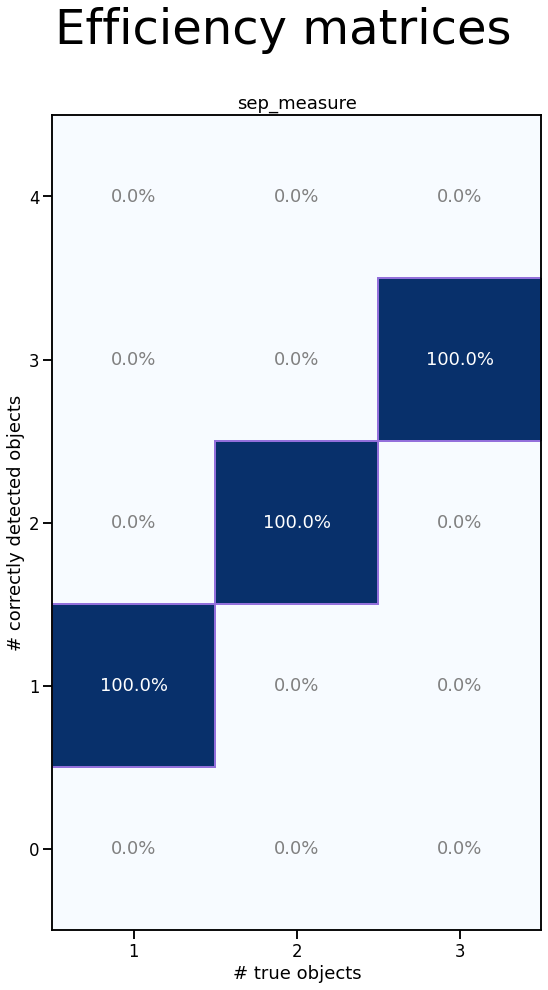 Efficiency matrices
sep_measure
4 0.0% 0.0% 0.0%
3 0.0% 0.0% 100.0%
2 0.0% 100.0% 0.0%
1 100.0% 0.0% 0.0%
0 0.0% 0.0% 0.0%
# correctly detected objects
1 2 3
# true objects